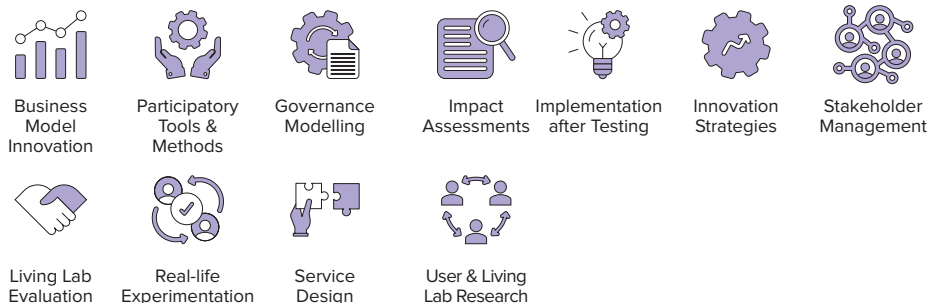 Business
Model
Innovation
Participatory
Tools &
Methods
Governance
Modelling
Impact
Assessments
Implementation
after Testing
Innovation
Strategies
Stakeholder
Management
Living Lab
Evaluation
Real-life
Experimentation
Service
Design
User & Living
Lab Research